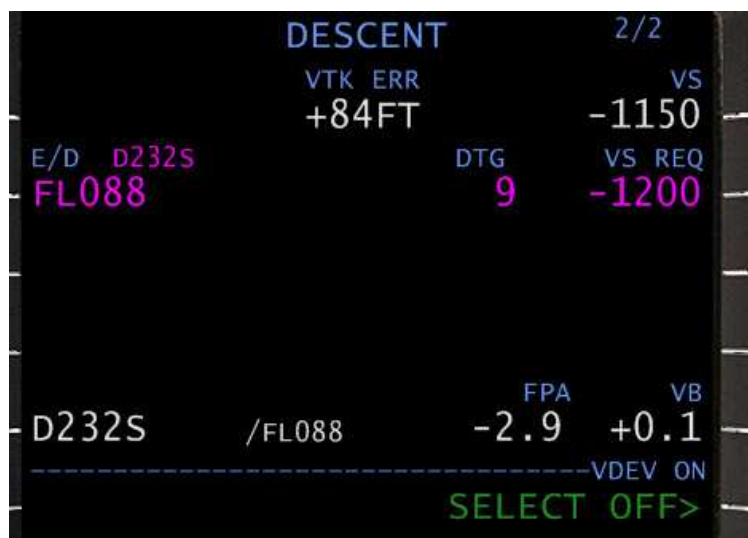 DESCENT 2/2
VTK ERR VS
+84FT -1150
E/D D232S DTG VS REQ
FL088 9 -1200
FPA VB
D232S /FL088 -2.9 +0.1
-----------------------------------VDEV ON
SELECT OFF>